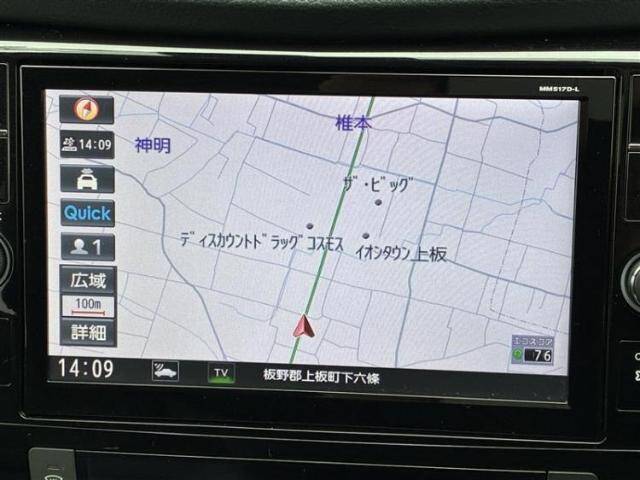 MM517D-L
椎本
神明
14:09
ザ・ビッグ
Quick
ディスカウントドラッグコスモス
イオンタウン上板
1
広域
100m
詳細
エコスコア
76
14:09
TV
板野郡上板町下六條